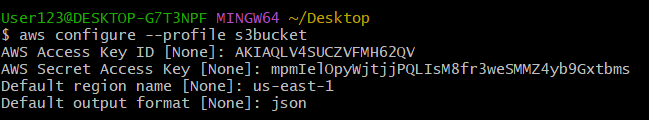 User123@DESKTOP-G7T3NPF MINGW64 ~/Desktop
$ aws configure --profile s3bucket
AWS Access Key ID [None]: AKIAQLV4SUCZVFMH62QV
AWS Secret Access Key [None]: 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
Default region name [None]: us-east-1
Default output format [None]: json